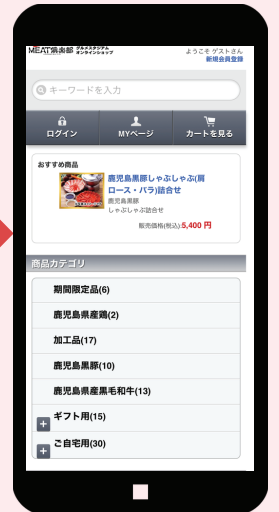 MEAT倶楽部 グルメスタジアム
オンラインショップ
ようこそ ゲストさん
新規会員登録
キーワードを入力
ログイン MYページ カートを見る
おすすめ商品
鹿児島黒豚しゃぶしゃぶ(肩
ロース・バラ)詰合せ
鹿児島黒豚
しゃぶしゃぶ詰合せ
販売価格(税込):5,400 円
商品カテゴリ
期間限定品(6)
鹿児島県産鶏(2)
加工品(17)
鹿児島黒豚(10)
鹿児島県産黒毛和牛(13)
ギフト用(15)
ご自宅用(30)